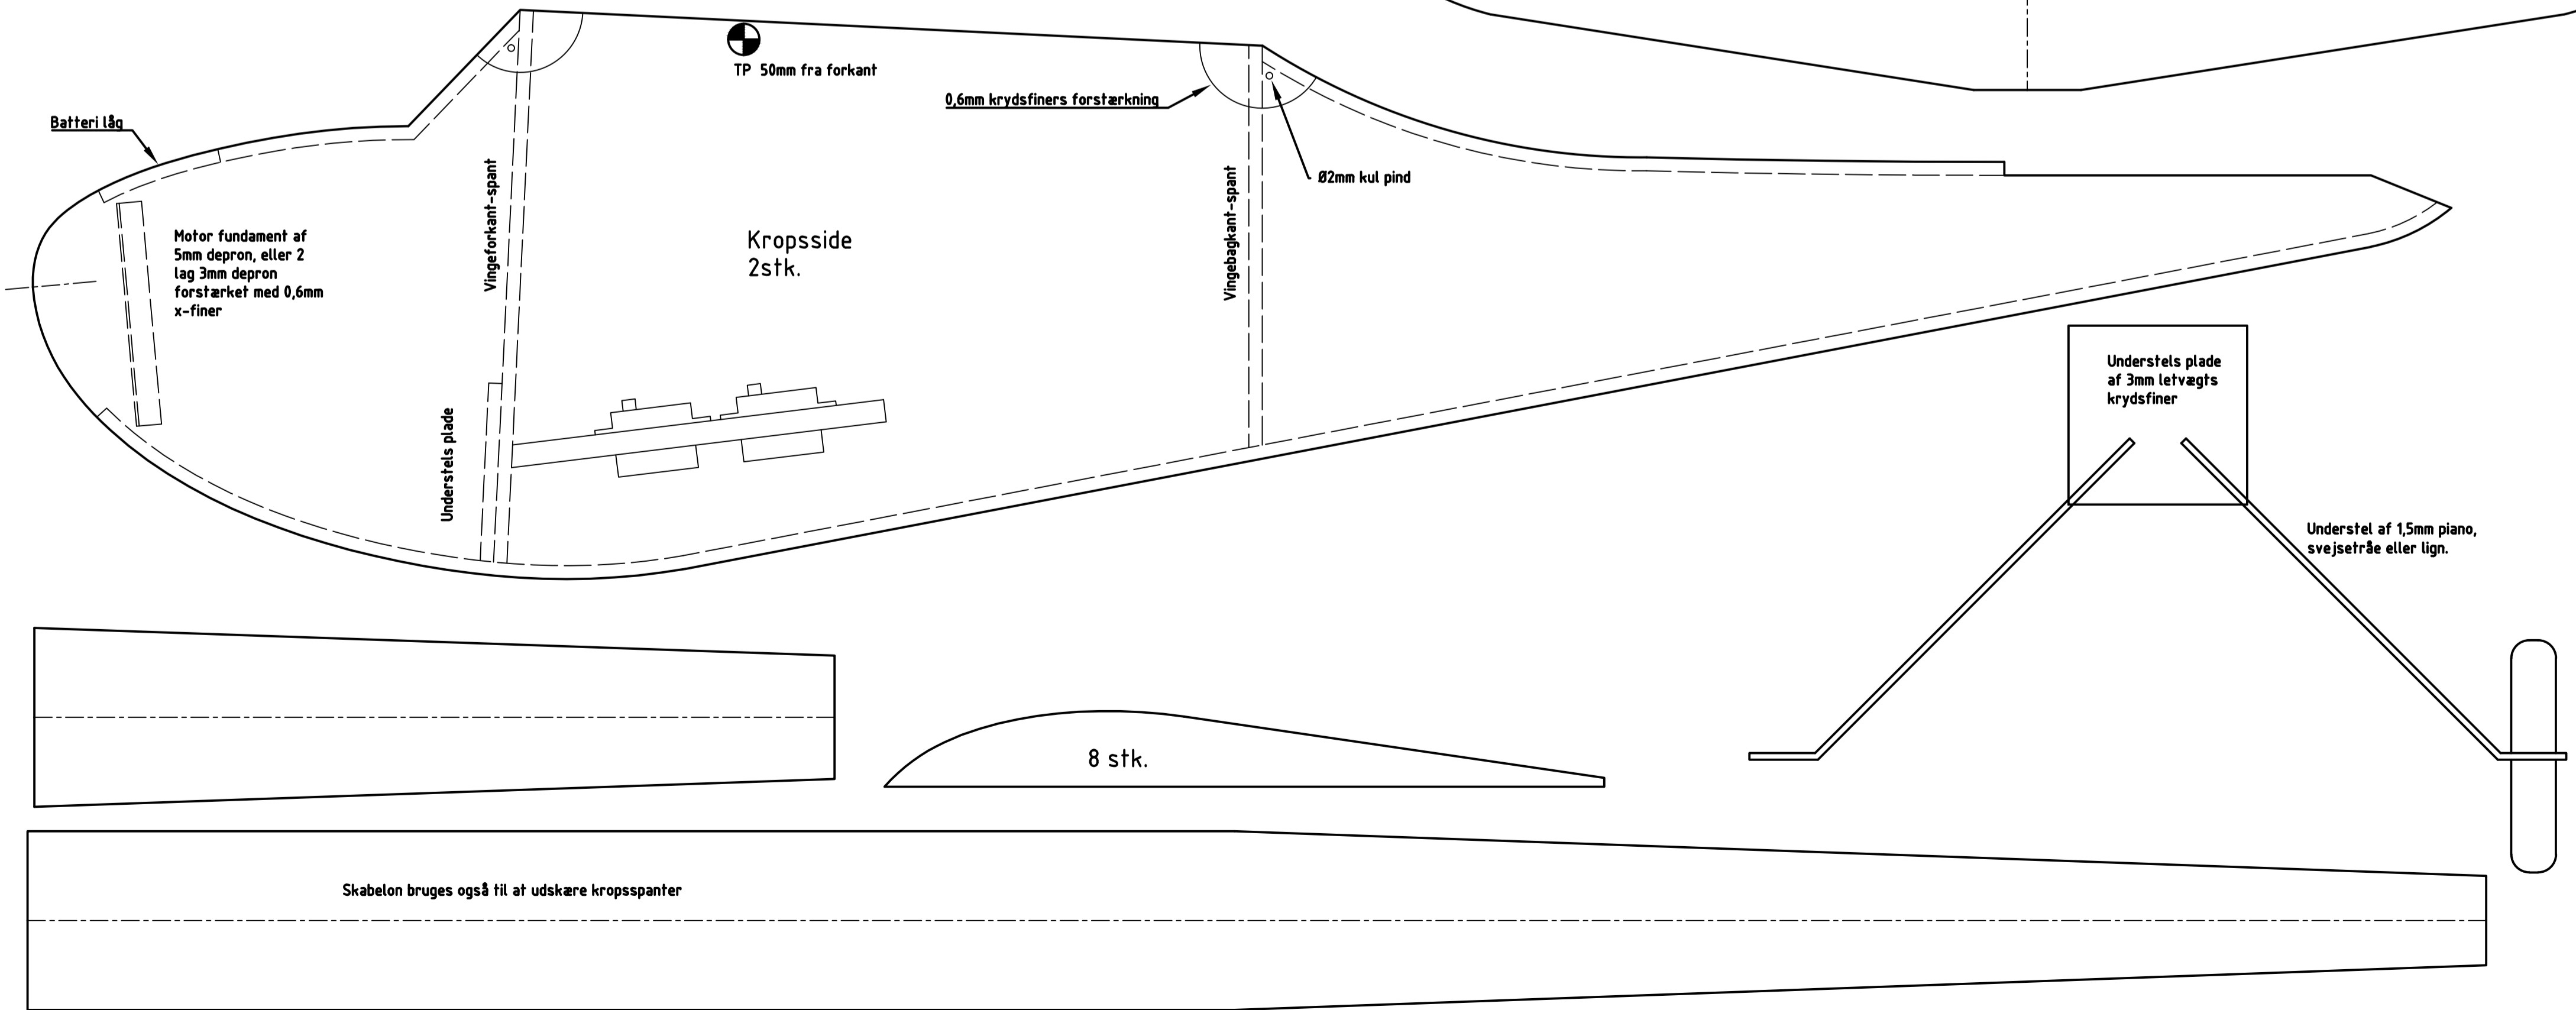 TP 50mm fra forkant
0,6mm krydsfiners forstærkning
Batteri låg
Ø2mm kul pind
Vingeforkant-spant
Vingebagkant-spant
Motor fundament af
5mm depron, eller 2
lag 3mm depron
forstærket med 0,6mm
x-finer
Kropsside
2stk.
Understels plade
Understels plade
af 3mm letvægts
krydsfiner
Understel af 1,5mm piano,
svejsetråe eller lign.
8 stk.
Skabelon bruges også til at udskære kropsspanter